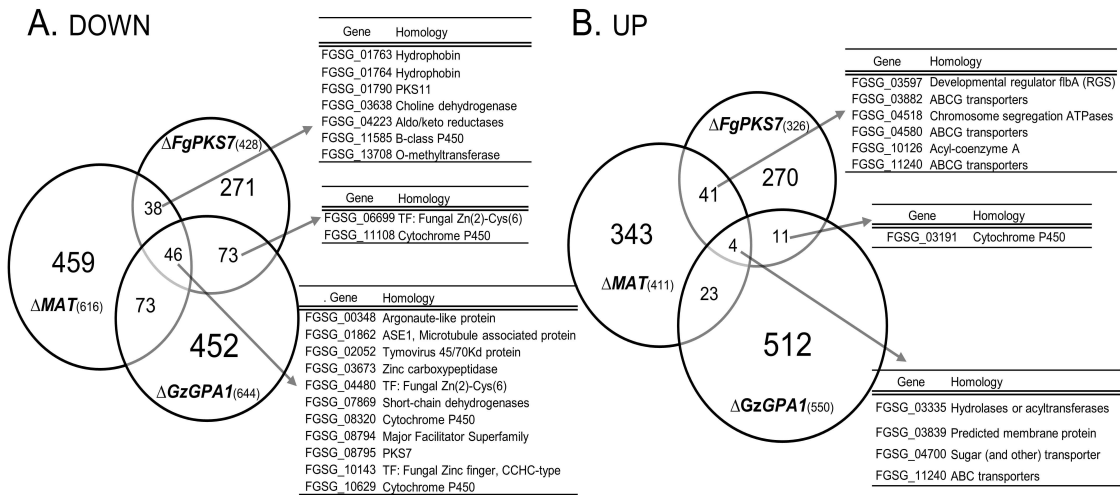 A. DOWN
Gene Homology
FGSG_01763 Hydrophobin
FGSG_01764 Hydrophobin
FGSG_01790 PKS11
FGSG_03638 Choline dehydrogenase
FGSG_04223 Aldo/keto reductases
FGSG_11585 B-class P450
FGSG_13708 O-methyltransferase
ΔFgPKS7(428)
271
38
Gene Homology
FGSG_06699 TF: Fungal Zn(2)-Cys(6)
FGSG_11108 Cytochrome P450
459
46
73
ΔMAT(616)
73
452
ΔGzGPA1(644)
. Gene Homology
FGSG_00348 Argonaute-like protein
FGSG_01862 ASE1, Microtubule associated protein
FGSG_02052 Tymovirus 45/70Kd protein
FGSG_03673 Zinc carboxypeptidase
FGSG_04480 TF: Fungal Zn(2)-Cys(6)
FGSG_07869 Short-chain dehydrogenases
FGSG_08320 Cytochrome P450
FGSG_08794 Major Facilitator Superfamily
FGSG_08795 PKS7
FGSG_10143 TF: Fungal Zinc finger, CCHC-type
FGSG_10629 Cytochrome P450
B. UP
Gene Homology
FGSG_03597 Developmental regulator flbA (RGS)
FGSG_03882 ABCG transporters
FGSG_04518 Chromosome segregation ATPases
FGSG_04580 ABCG transporters
FGSG_10126 Acyl-coenzyme A
FGSG_11240 ABCG transporters
ΔFgPKS7(326)
270
41
Gene Homology
FGSG_03191 Cytochrome P450
343
4
11
ΔMAT(411)
23
512
ΔGzGPA1(550)
Gene Homology
FGSG_03335 Hydrolases or acyltransferases
FGSG_03839 Predicted membrane protein
FGSG_04700 Sugar (and other) transporter
FGSG_11240 ABC transporters